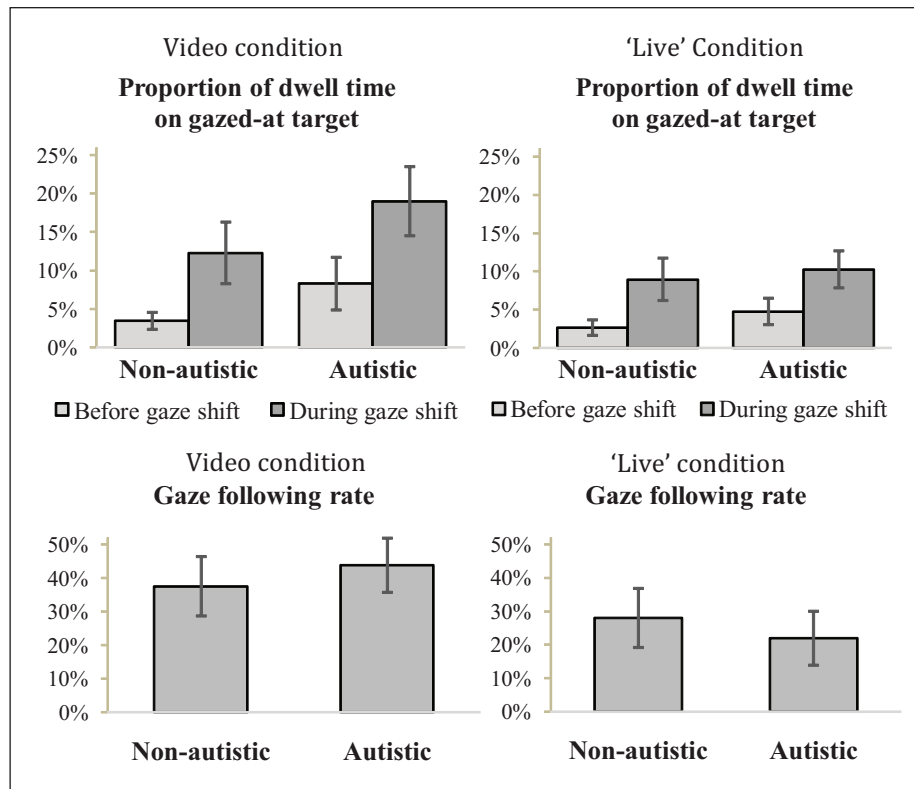 Video condition
Proportion of dwell time
on gazed-at target
25%
20%
15%
10%
5%
0%
Non-autistic Autistic
Before gaze shift During gaze shift
'Live' Condition
Proportion of dwell time
on gazed-at target
25%
20%
15%
10%
5%
0%
Non-autistic Autistic
Before gaze shift During gaze shift
Video condition
Gaze following rate
50%
40%
30%
20%
10%
0%
Non-autistic Autistic
'Live' condition
Gaze following rate
50%
40%
30%
20%
10%
0%
Non-autistic Autistic